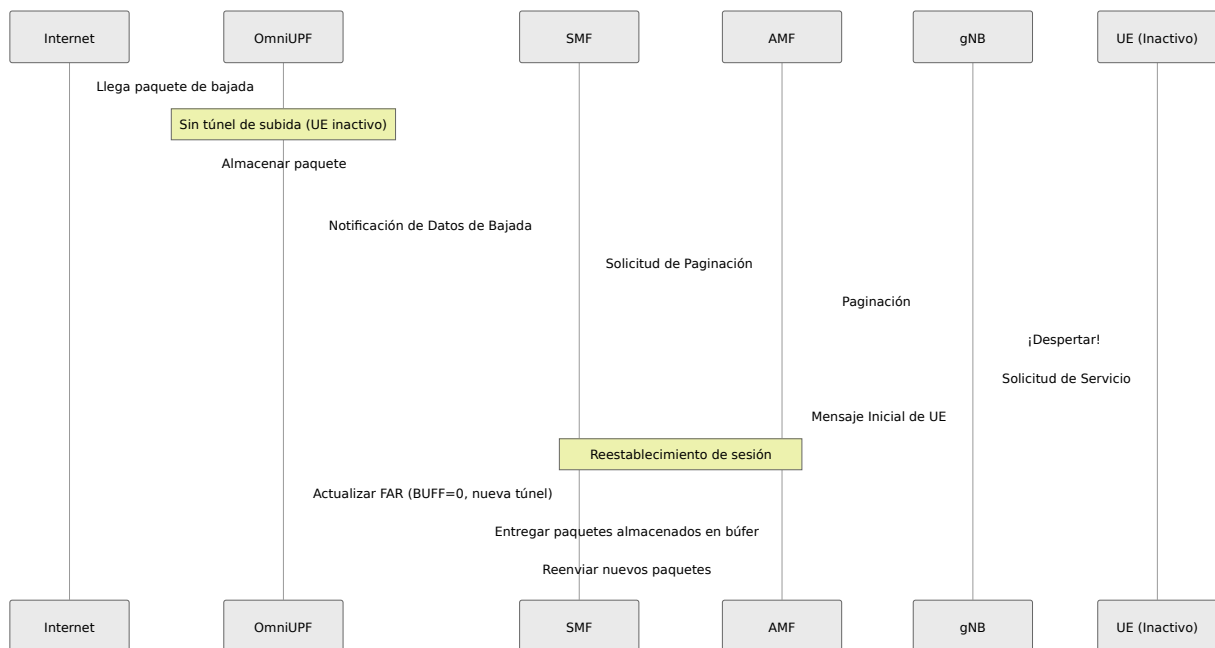 Internet
OmniUPF
SMF
AMF
gNB
UE (Inactivo)
Llega paquete de bajada
Sin túnel de subida (UE inactivo)
Almacenar paquete
Notificación de Datos de Bajada
Solicitud de Paginación
Paginación
¡Despertar!
Solicitud de Servicio
Mensaje Inicial de UE
Reestablecimiento de sesión
Actualizar FAR (BUFF=0, nueva túnel)
Entregar paquetes almacenados en búfer
Reenviar nuevos paquetes
Internet
OmniUPF
SMF
AMF
gNB
UE (Inactivo)